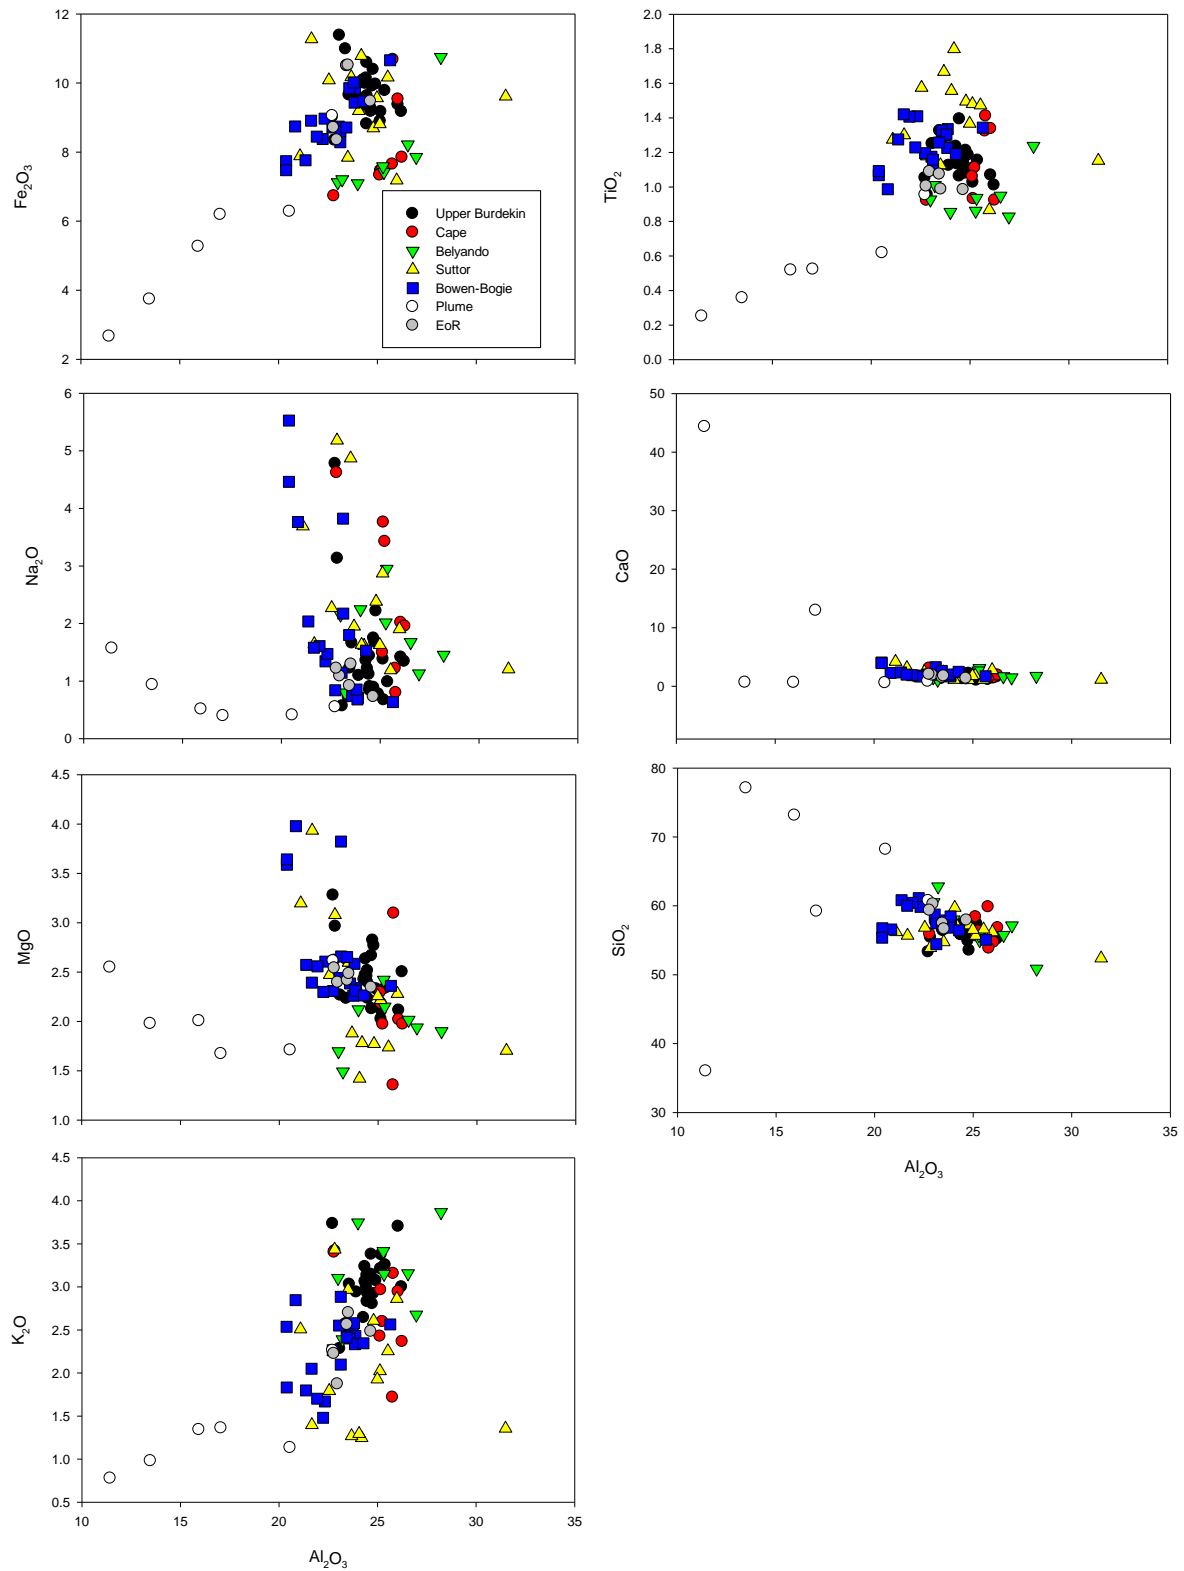 12
10
8
6
4
2
Fe₂O₃
Upper Burdekin
Cape
Belyando
Suttor
Bowen-Bogie
Plume
EoR
2.0
1.8
1.6
1.4
1.2
1.0
0.8
0.6
0.4
0.2
0.0
TiO₂
6
5
4
3
2
1
0
Na₂O
50
40
30
20
10
0
CaO
4.5
4.0
3.5
3.0
2.5
2.0
1.5
1.0
MgO
80
70
60
50
40
30
SiO₂
10 15 20 25 30 35
Al₂O₃
4.5
4.0
3.5
3.0
2.5
2.0
1.5
1.0
0.5
K₂O
10 15 20 25 30 35
Al₂O₃